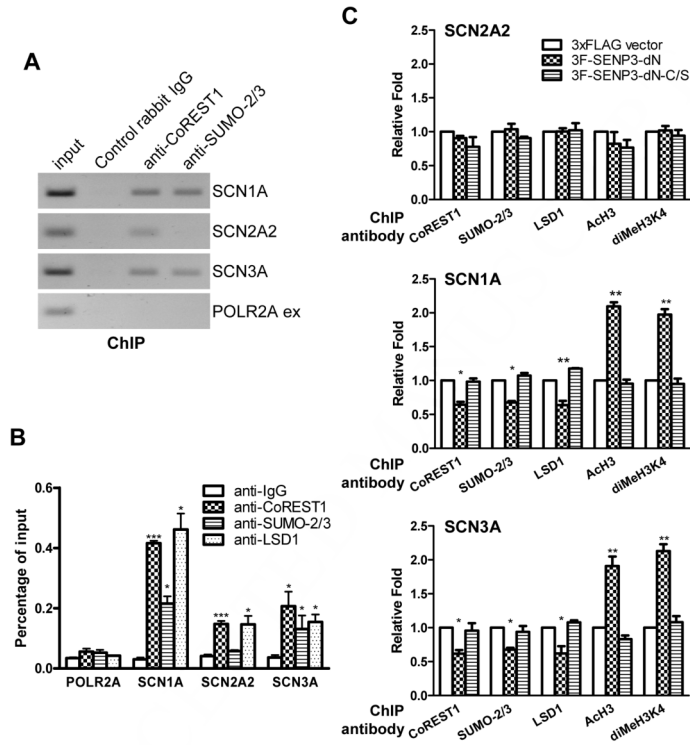 A
input
Control rabbit IgG
anti-CoREST1
anti-SUMO-2/3
SCN1A
SCN2A2
SCN3A
POLR2A ex
ChIP
B
Percentage of input
0.6
0.4
0.2
0.0
anti-IgG
anti-CoREST1
anti-SUMO-2/3
anti-LSD1
*** * *
*** *
* * *
POLR2A SCN1A SCN2A2 SCN3A
C
SCN2A2
3xFLAG vector
3F-SENP3-dN
3F-SENP3-dN-C/S
Relative Fold
2.5
2.0
1.5
1.0
0.5
0.0
ChIP
antibody
CoREST1 SUMO-2/3 LSD1 AcH3 diMeH3K4
SCN1A
Relative Fold
2.5
2.0
1.5
1.0
0.5
0.0
* * ** ** **
ChIP
antibody
CoREST1 SUMO-2/3 LSD1 AcH3 diMeH3K4
SCN3A
Relative Fold
2.5
2.0
1.5
1.0
0.5
0.0
* * * ** **
ChIP
antibody
CoREST1 SUMO-2/3 LSD1 AcH3 diMeH3K4